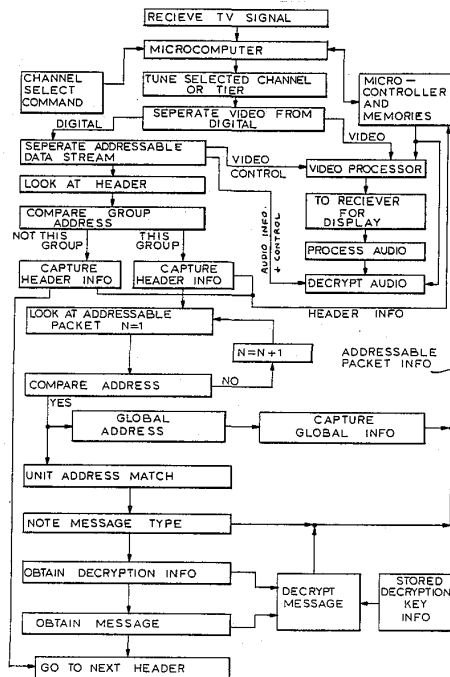 RECIEVE TV SIGNAL
MICROCOMPUTER
CHANNEL
SELECT
COMMAND
TUNE SELECTED CHANNEL
OR TIER
MICRO-
CONTROLLER
AND
MEMORIES
SEPERATE VIDEO FROM
DIGITAL
DIGITAL
VIDEO
SEPERATE ADDRESSABLE
DATA STREAM
VIDEO
CONTROL
VIDEO PROCESSOR
LOOK AT HEADER
TO RECIEVER
FOR
DISPLAY
COMPARE GROUP
ADDRESS
AUDIO INFO.
+ CONTROL
NOT THIS
GROUP
THIS
GROUP
PROCESS AUDIO
CAPTURE
HEADER INFO
CAPTURE
HEADER INFO
DECRYPT AUDIO
HEADER INFO
LOOK AT ADDRESSABLE
PACKET N=1
N=N+1
ADDRESSABLE
PACKET INFO
COMPARE ADDRESS
NO
YES
GLOBAL
ADDRESS
CAPTURE
GLOBAL INFO
UNIT ADDRESS MATCH
NOTE MESSAGE TYPE
OBTAIN DECRYPTION INFO
DECRYPT
MESSAGE
STORED
DECRYPTION
KEY
INFO
OBTAIN MESSAGE
GO TO NEXT HEADER